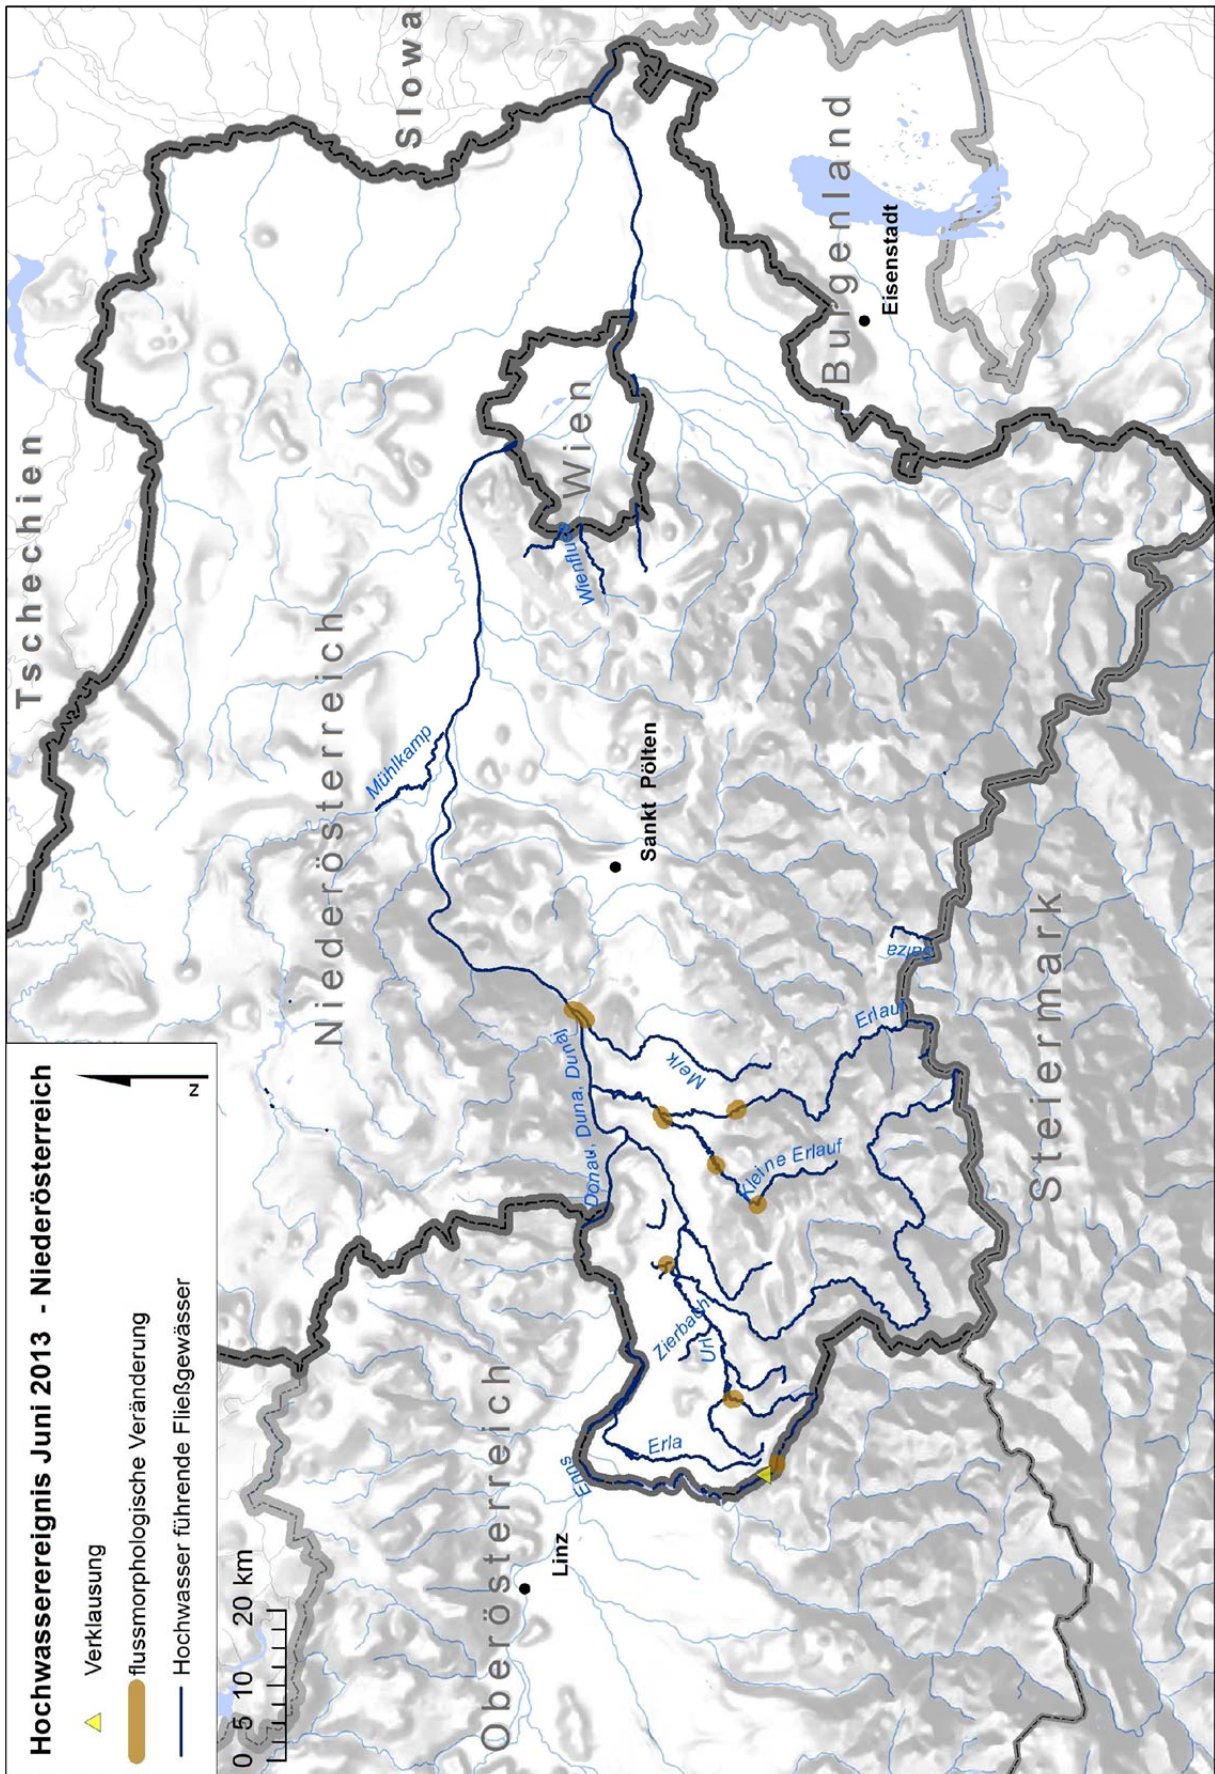 Hochwasserereignis Juni 2013 - Niederösterreich
Verklausung
flussmorphologische Veränderung
Hochwasser führende Fließgewässer
0 5 10 20 km
N
Tschechien
Slowa
Niederösterreich
Mühlkamp
Oberösterreich
Linz
Enns
Erla
Donau, Duna, Dunaj
Zierbach
Url
Melk
Kleine Erlauf
Erlauf
Salza
Sankt Pölten
Wien
Wienfluss
Burgenland
Eisenstadt
Steiermark